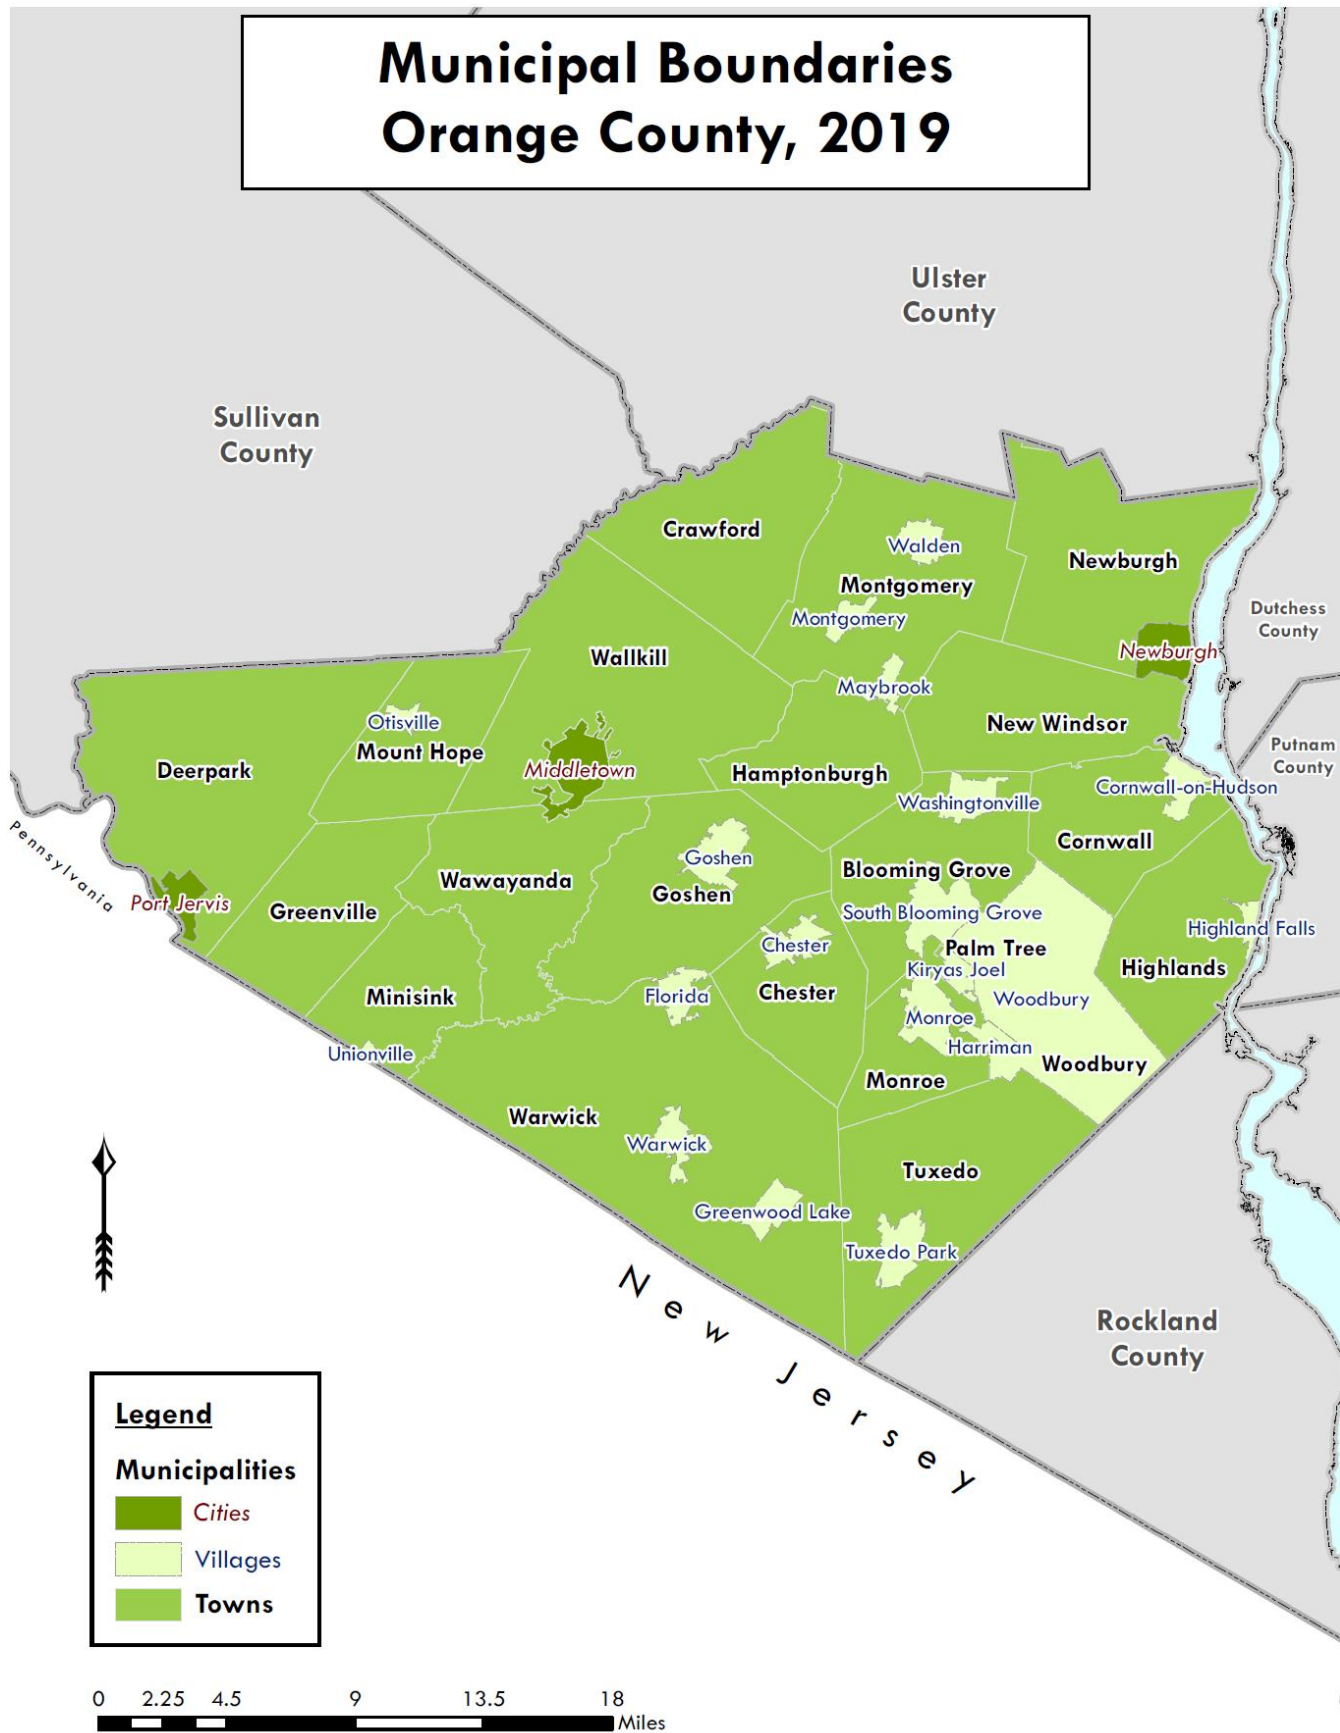 Municipal Boundaries
Orange County, 2019
Ulster
County
Sullivan
County
Crawford
Walden
Newburgh
Montgomery
Montgomery
Dutchess
County
Newburgh
Wallkill
Maybrook
Otisville
New Windsor
Mount Hope
Putnam
County
Deerpark
Middletown
Hamptonburgh
Cornwall-on-Hudson
Washingtonville
Cornwall
Pennsylvania
Goshen
Blooming Grove
Wawayanda
Goshen
Port Jervis
Greenville
South Blooming Grove
Highland Falls
Chester
Palm Tree
Kiryas Joel
Highlands
Minisink
Florida
Chester
Woodbury
Monroe
Unionville
Harriman
Woodbury
Monroe
Warwick
Warwick
Tuxedo
Greenwood Lake
Tuxedo Park
New Jersey
Rockland
County
Legend
Municipalities
Cities
Villages
Towns
0 2.25 4.5 9 13.5 18
Miles